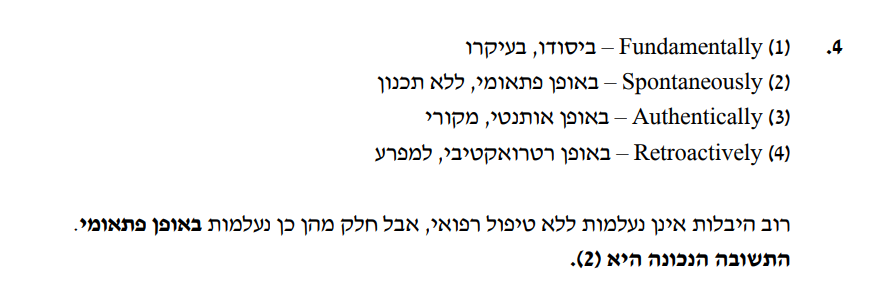 4. (1) Fundamentally – ביסודו, בעיקרו
(2) Spontaneously – באופן פתאומי, ללא תכנון
(3) Authentically – באופן אותנטי, מקורי
(4) Retroactively – באופן רטרואקטיבי, למפרע
רוב היבלות אינן נעלמות ללא טיפול רפואי, אבל חלק מהן כן נעלמות באופן פתאומי.
התשובה הנכונה היא (2).